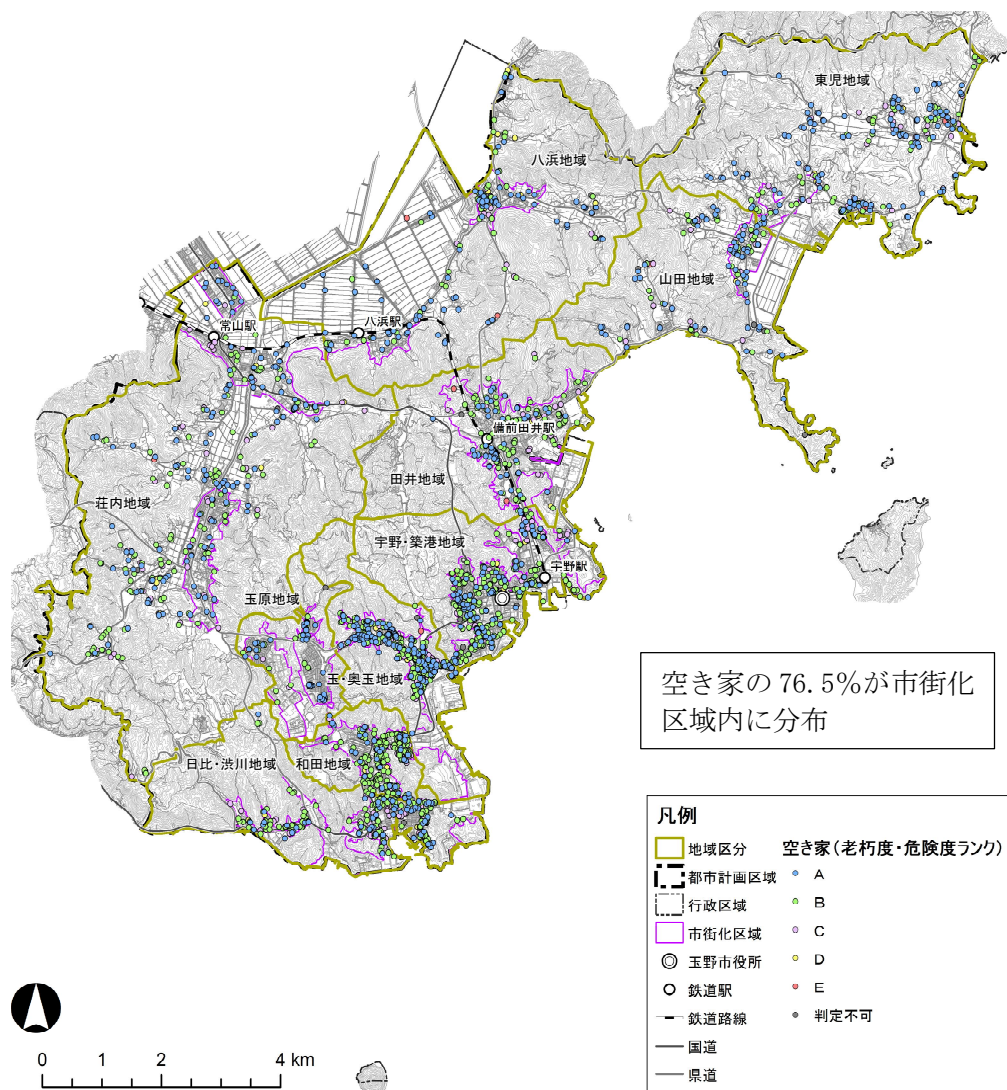 東児地域
八浜地域
山田地域
常山駅
八浜駅
備前田井駅
田井地域
荘内地域
宇野・築港地域
宇野駅
玉原地域
玉・奥玉地域
日比・渋川地域
和田地域
空き家の 76.5%が市街化
区域内に分布
凡例
地域区分
都市計画区域
行政区域
市街化区域
玉野市役所
鉄道駅
鉄道路線
国道
県道
空き家(老朽度・危険度ランク)
A
B
C
D
E
判定不可
0 1 2 4 km